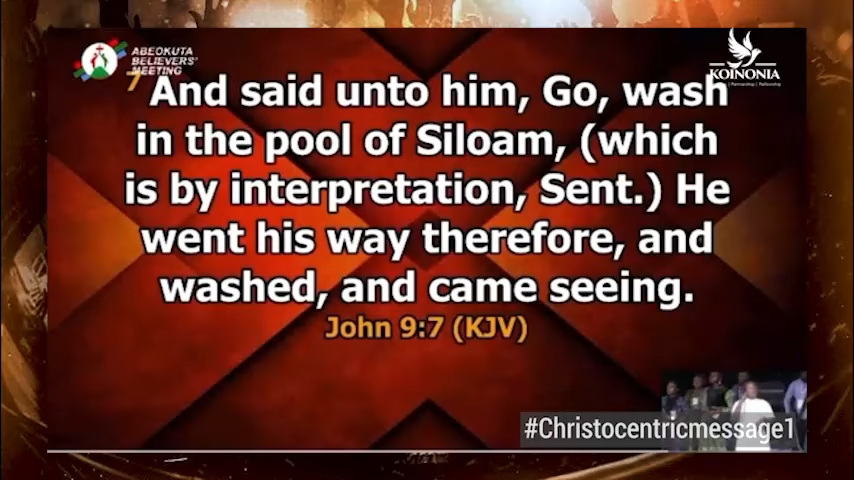 ABEOKUTA
BELIEVERS'
MEETING
KOINONIA
7 And said unto him, Go, wash
in the pool of Siloam, (which
is by interpretation, Sent.) He
went his way therefore, and
washed, and came seeing.
John 9:7 (KJV)
#Christocentricmessage1